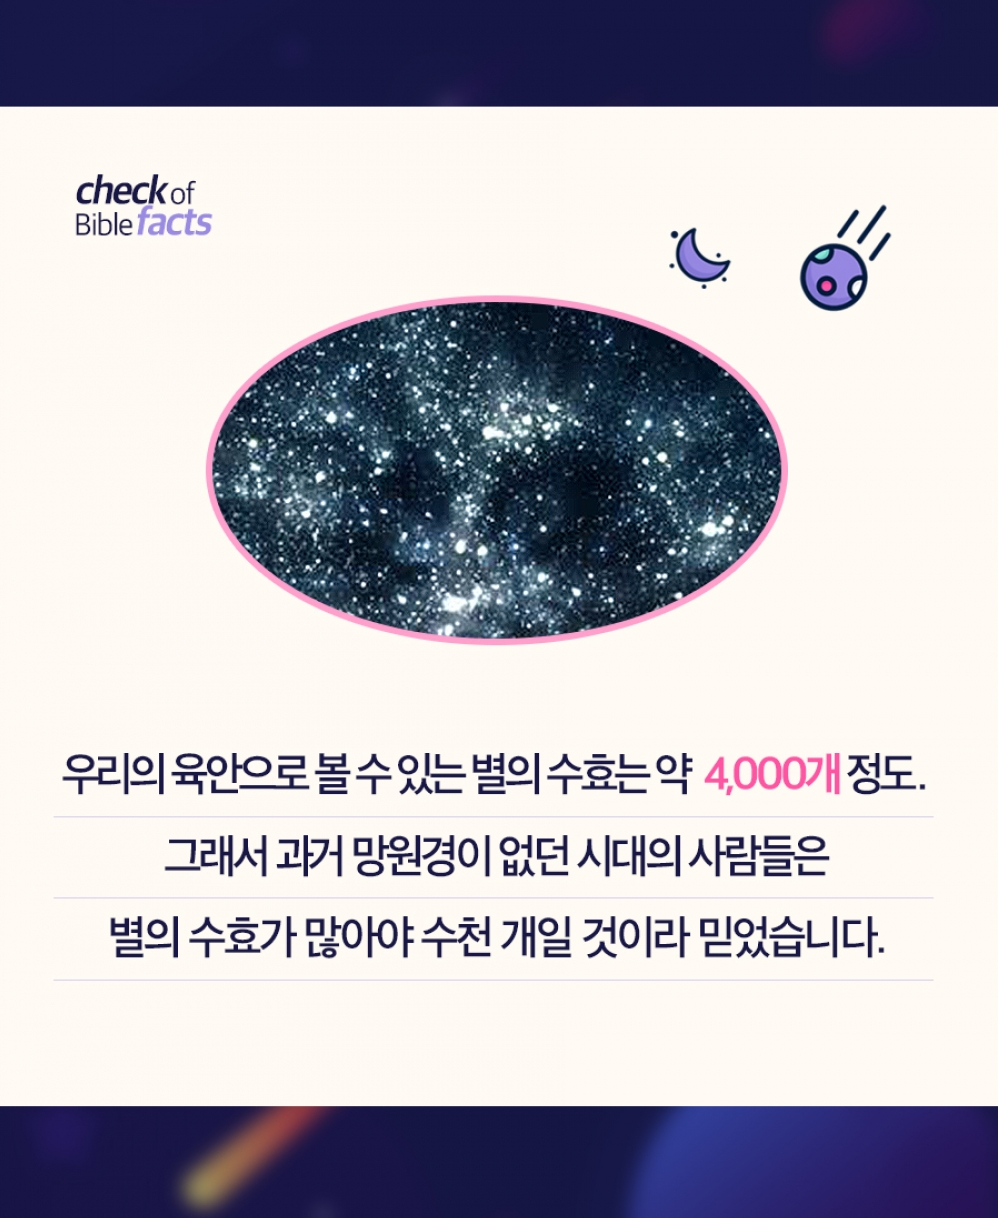 check of
Bible facts
우리의 육안으로 볼 수 있는 별의 수효는 약 4,000개 정도.
그래서 과거 망원경이 없던 시대의 사람들은
별의 수효가 많아야 수천 개일 것이라 믿었습니다.